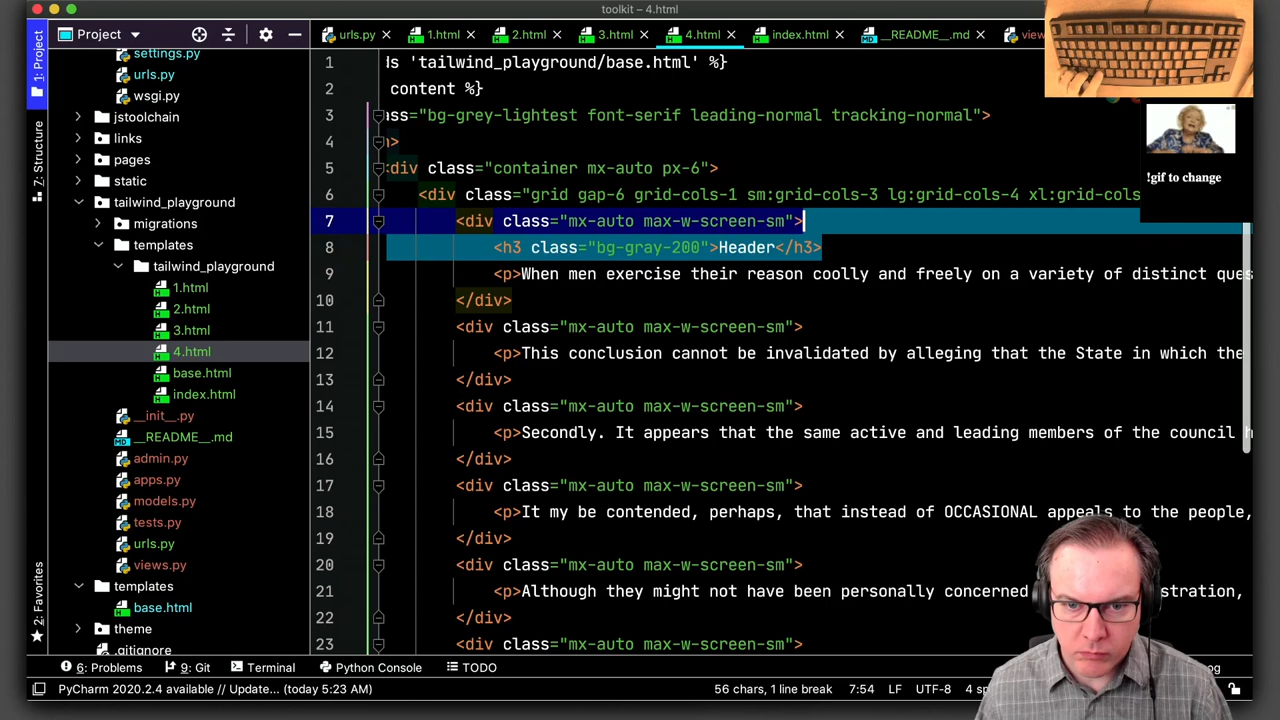 toolkit – 4.html
Project
urls.py
1.html
2.html
3.html
4.html
index.html
__README__.md
view
1: Project
7: Structure
2: Favorites
settings.py
urls.py
wsgi.py
jstoolchain
links
pages
static
tailwind_playground
migrations
templates
tailwind_playground
1.html
2.html
3.html
4.html
base.html
index.html
__init__.py
__README__.md
admin.py
apps.py
models.py
tests.py
urls.py
views.py
templates
base.html
theme
.gitignore
1 ds 'tailwind_playground/base.html' %}
2 content %}
3 ass="bg-grey-lightest font-serif leading-normal tracking-normal">
4 >
5 <div class="container mx-auto px-6">
6 <div class="grid gap-6 grid-cols-1 sm:grid-cols-3 lg:grid-cols-4 xl:grid-cols
7 <div class="mx-auto max-w-screen-sm">
8 <h3 class="bg-gray-200">Header</h3>
9 <p>When men exercise their reason coolly and freely on a variety of distinct ques
10 </div>
11 <div class="mx-auto max-w-screen-sm">
12 <p>This conclusion cannot be invalidated by alleging that the State in which the
13 </div>
14 <div class="mx-auto max-w-screen-sm">
15 <p>Secondly. It appears that the same active and leading members of the council h
16 </div>
17 <div class="mx-auto max-w-screen-sm">
18 <p>It my be contended, perhaps, that instead of OCCASIONAL appeals to the people,
19 </div>
20 <div class="mx-auto max-w-screen-sm">
21 <p>Although they might not have been personally concerned stration,
22 </div>
23 <div class="mx-auto max-w-screen-sm">
!gif to change
6: Problems
9: Git
Terminal
Python Console
TODO
og
PyCharm 2020.2.4 available // Update... (today 5:23 AM)
56 chars, 1 line break
7:54
LF
UTF-8
4 sp